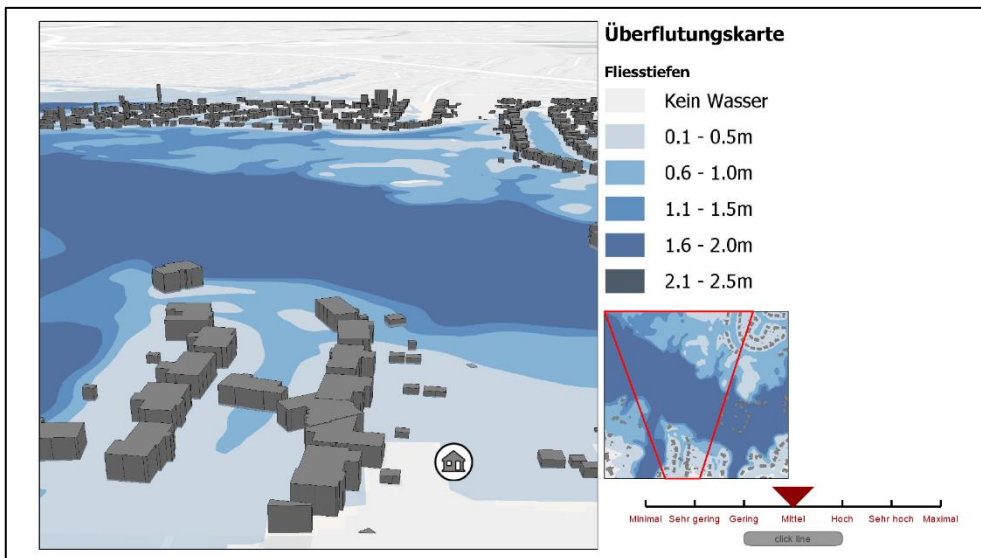 Überflutungskarte
Fliesstiefen
Kein Wasser
0.1 - 0.5m
0.6 - 1.0m
1.1 - 1.5m
1.6 - 2.0m
2.1 - 2.5m
Minimal Sehr gering Gering Mittel Hoch Sehr hoch Maximal
click line